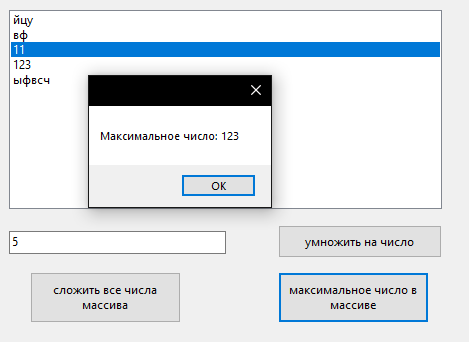 йцу
вф
11
123
ыфвсч
Максимальное число: 123
OK
5
умножить на число
сложить все числа
массива
максимальное число в
массиве